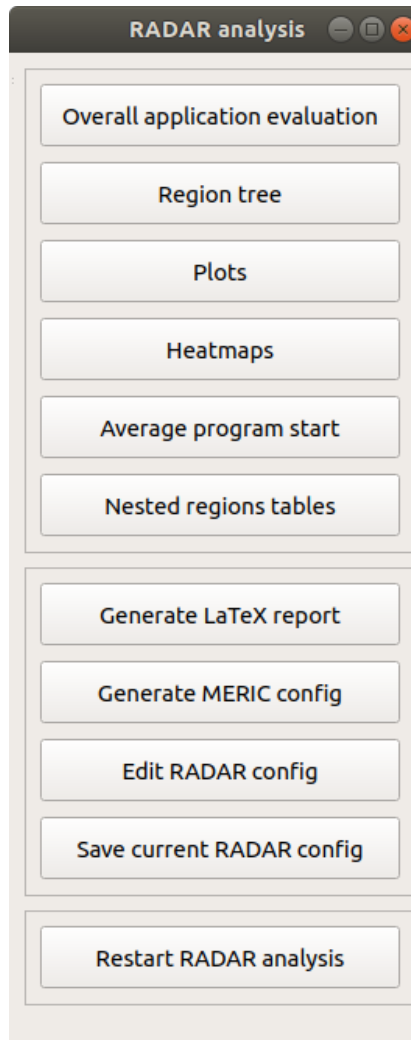 RADAR analysis
Overall application evaluation
Region tree
Plots
Heatmaps
Average program start
Nested regions tables
Generate LaTeX report
Generate MERIC config
Edit RADAR config
Save current RADAR config
Restart RADAR analysis